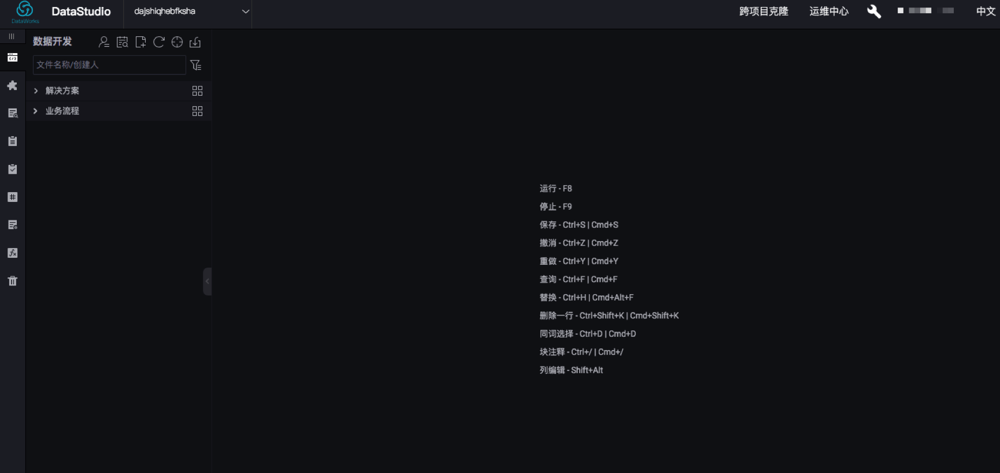 DataWorks
DataStudio
dajshiqhebfksha
跨项目克隆
运维中心
中文
数据开发
文件名称/创建人
解决方案
业务流程
运行 - F8
停止 - F9
保存 - Ctrl+S | Cmd+S
撤消 - Ctrl+Z | Cmd+Z
重做 - Ctrl+Y | Cmd+Y
查询 - Ctrl+F | Cmd+F
替换 - Ctrl+H | Cmd+Alt+F
删除一行 - Ctrl+Shift+K | Cmd+Shift+K
同词选择 - Ctrl+D | Cmd+D
块注释 - Ctrl+/ | Cmd+/
列编辑 - Shift+Alt